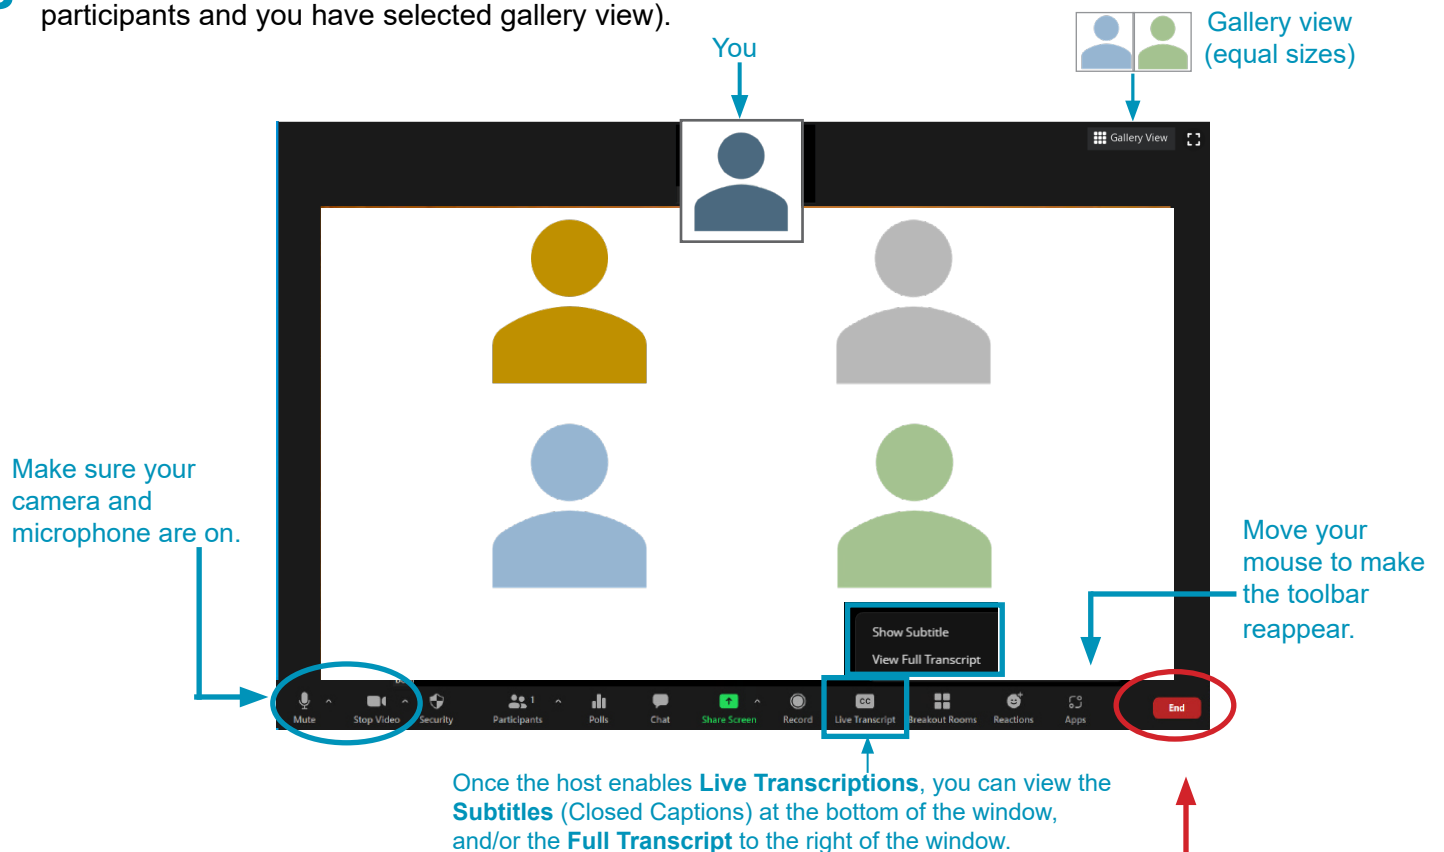 participants and you have selected gallery view).
You
Gallery view
(equal sizes)
Gallery View
Make sure your
camera and
microphone are on.
Move your
mouse to make
the toolbar
reappear.
Show Subtitle
View Full Transcript
Mute
Stop Video
Security
1
Participants
Polls
Chat
Share Screen
Record
CC
Live Transcript
Breakout Rooms
Reactions
Apps
End
Once the host enables Live Transcriptions, you can view the
Subtitles (Closed Captions) at the bottom of the window,
and/or the Full Transcript to the right of the window.